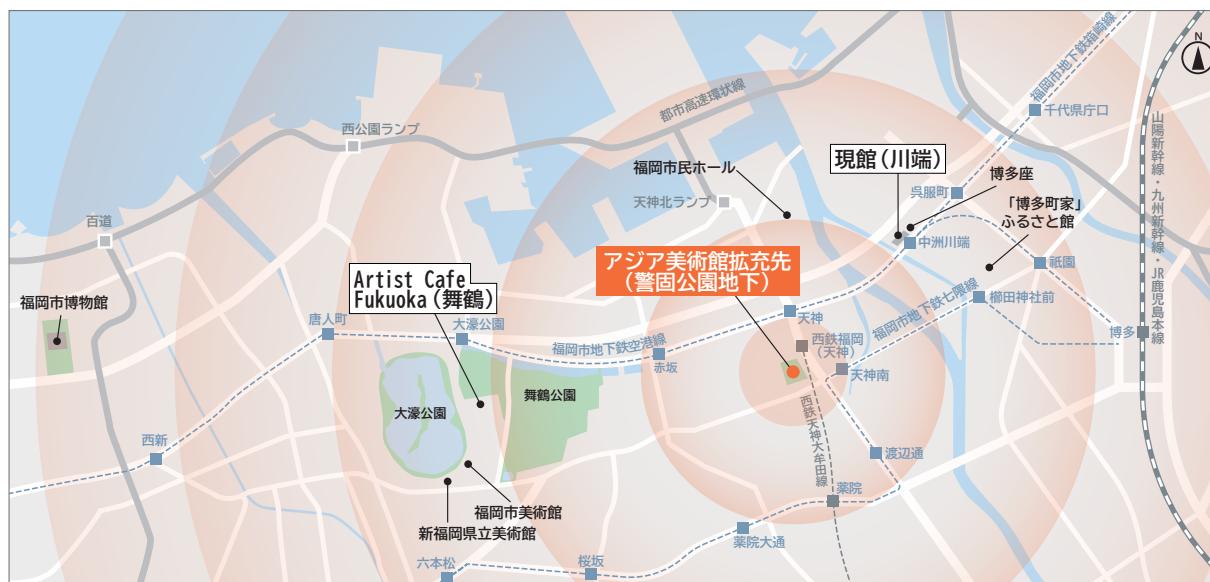 N
福岡市地下鉄箱崎線
千代県庁口
都市高速環状線
山陽新幹線・九州新幹線・JR鹿児島本線
西公園ランプ
現館（川端）
福岡市民ホール
博多座
呉服町
天神北ランプ
「博多町家」
ふるさと館
百道
中洲川端
アジア美術館拡充先
（警固公園地下）
祇園
Artist Cafe
Fukuoka（舞鶴）
福岡市地下鉄七隈線
櫛田神社前
福岡市博物館
唐人町
大濠公園
天神
博多
福岡市地下鉄空港線
西鉄福岡
（天神）
赤坂
天神南
舞鶴公園
大濠公園
西鉄天神大牟田線
西新
渡辺通
薬院
福岡市美術館
新福岡県立美術館
薬院大通
六本松
桜坂